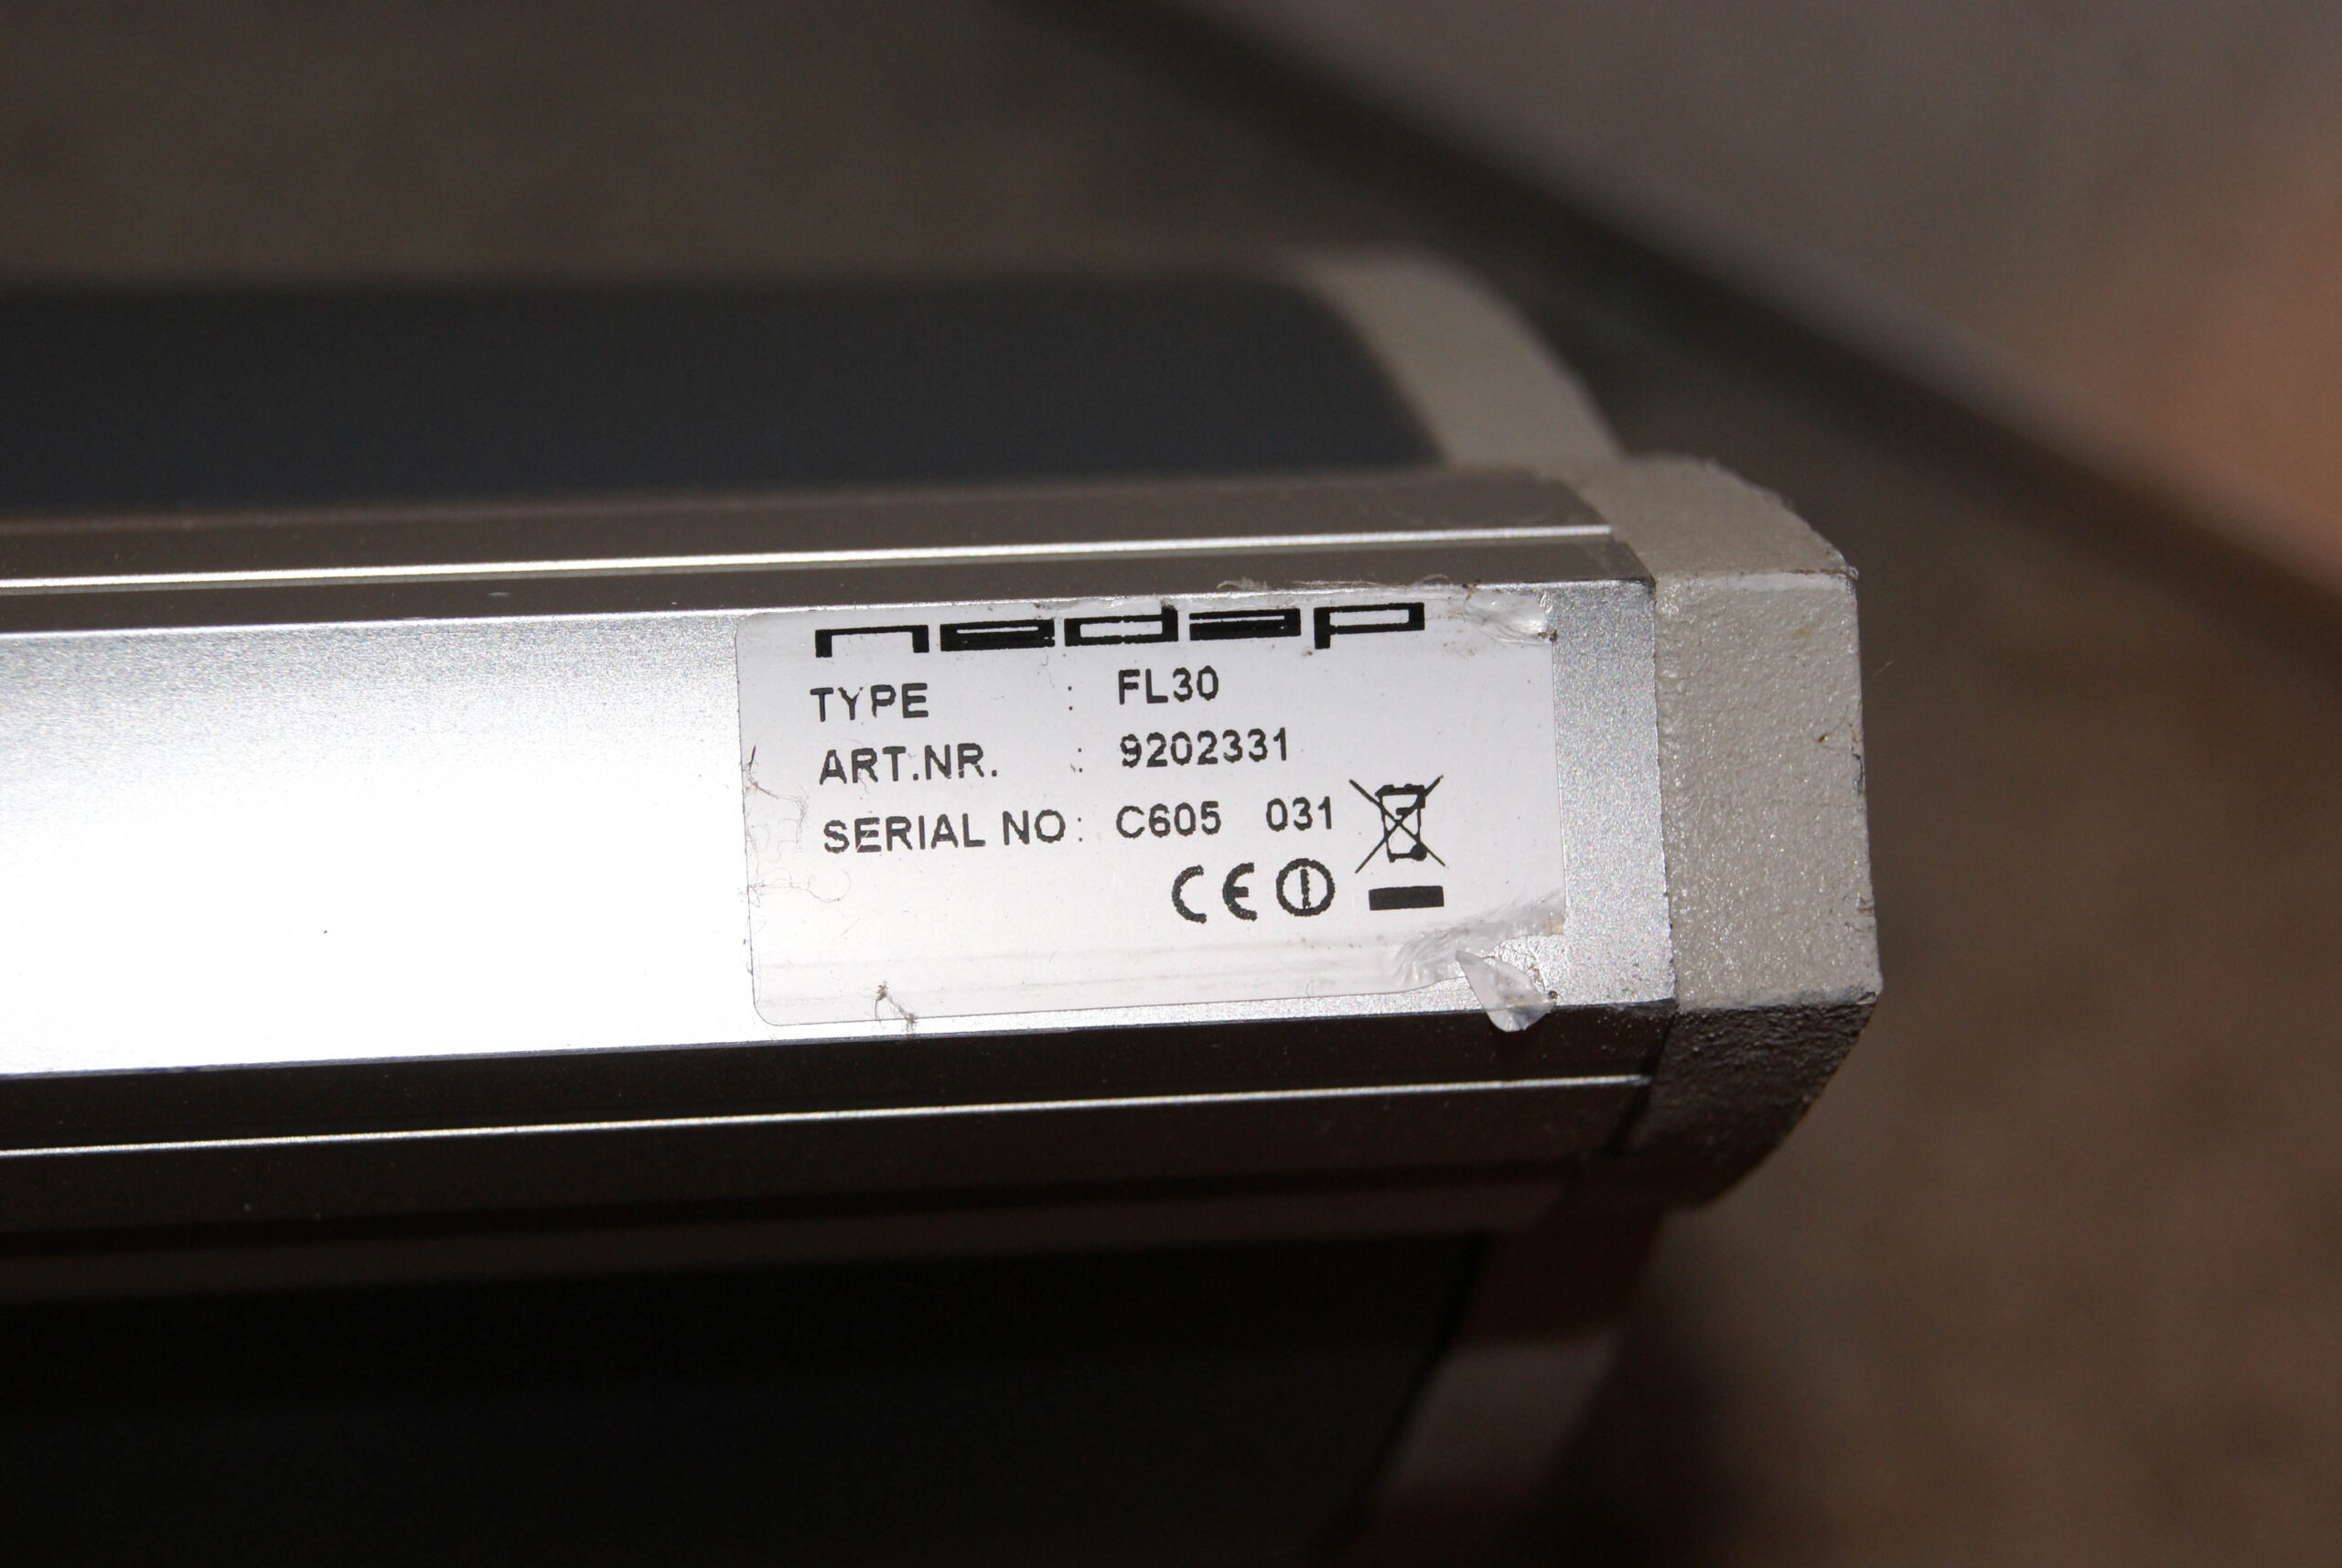 nedap
TYPE : FL30
ART.NR. : 9202331
SERIAL NO : C605 031
CE